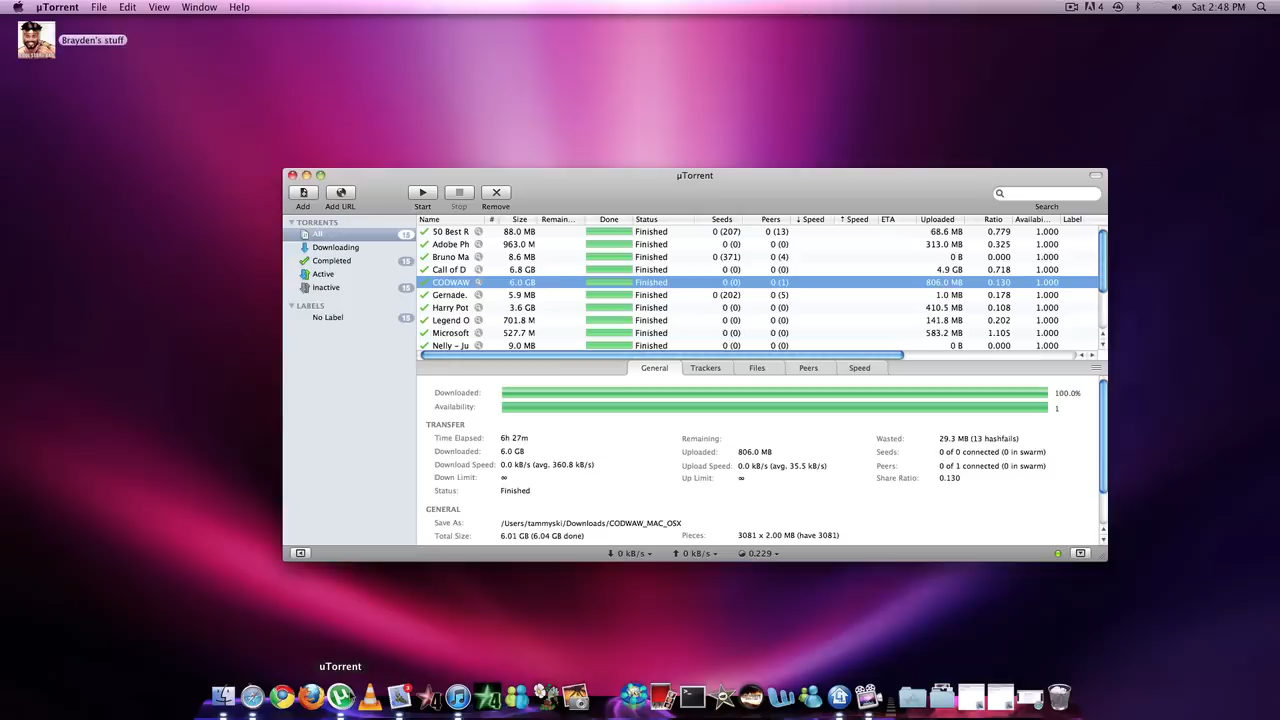 µTorrent File Edit View Window Help 4 Sat 2:48 PM
Brayden's stuff
µTorrent
Add Add URL Start Stop Remove Search
TORRENTS
All 15
Downloading
Completed 15
Active
Inactive 15
LABELS
No Label 15
Name # Size Remain... Done Status Seeds Peers ↓ Speed ↑ Speed ETA Uploaded Ratio Availabi... Label
50 Best R 88.0 MB Finished 0 (207) 0 (13) 68.6 MB 0.779 1.000
Adobe Ph 963.0 M Finished 0 (0) 0 (0) 313.0 MB 0.325 1.000
Bruno Ma 8.6 MB Finished 0 (371) 0 (4) 0 B 0.000 1.000
Call of D 6.8 GB Finished 0 (0) 0 (0) 4.9 GB 0.718 1.000
CODWAW 6.0 GB Finished 0 (0) 0 (1) 806.0 MB 0.130 1.000
Gernade. 5.9 MB Finished 0 (202) 0 (5) 1.0 MB 0.178 1.000
Harry Pot 3.6 GB Finished 0 (0) 0 (0) 410.5 MB 0.108 1.000
Legend O 701.8 M Finished 0 (0) 0 (0) 141.8 MB 0.202 1.000
Microsoft 527.7 M Finished 0 (0) 0 (0) 583.2 MB 1.105 1.000
Nelly – Ju 9.0 MB Finished 0 (0) 0 (0) 0 B 0.000 1.000
General Trackers Files Peers Speed
Downloaded: 100.0%
Availability: 1
TRANSFER
Time Elapsed: 6h 27m Remaining: Wasted: 29.3 MB (13 hashfails)
Downloaded: 6.0 GB Uploaded: 806.0 MB Seeds: 0 of 0 connected (0 in swarm)
Download Speed: 0.0 kB/s (avg. 360.8 kB/s) Upload Speed: 0.0 kB/s (avg. 35.5 kB/s) Peers: 0 of 1 connected (0 in swarm)
Down Limit: ∞ Up Limit: ∞ Share Ratio: 0.130
Status: Finished
GENERAL
Save As: /Users/tammyski/Downloads/CODWAW_MAC_OSX
Total Size: 6.01 GB (6.04 GB done) Pieces: 3081 x 2.00 MB (have 3081)
0 kB/s 0 kB/s 0.229
uTorrent